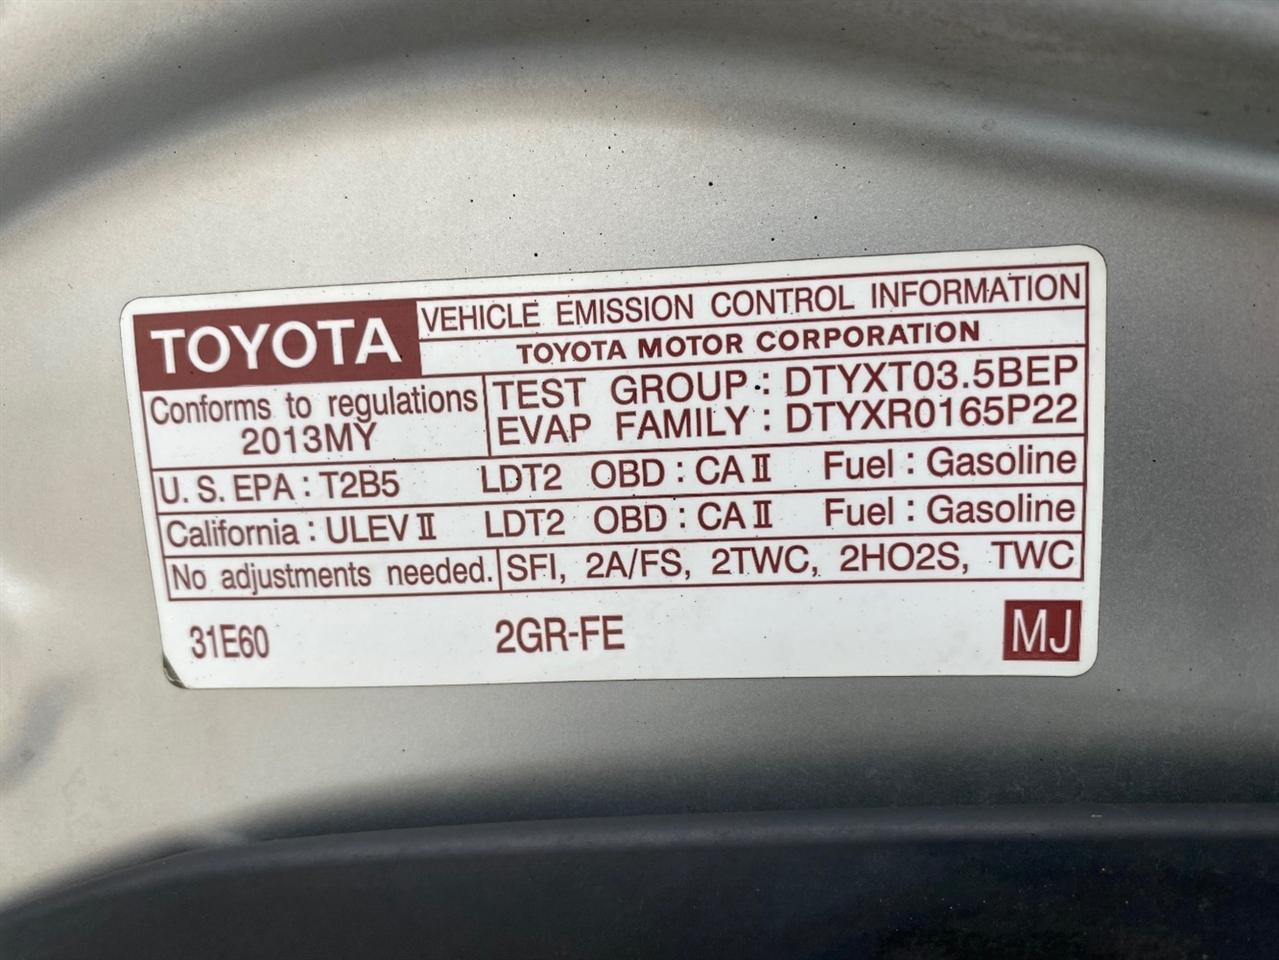 TOYOTA VEHICLE EMISSION CONTROL INFORMATION
TOYOTA MOTOR CORPORATION
Conforms to regulations
2013MY
TEST GROUP : DTYXT03.5BEP
EVAP FAMILY : DTYXR0165P22
U. S. EPA : T2B5 LDT2 OBD : CA II Fuel : Gasoline
California : ULEV II LDT2 OBD : CA II Fuel : Gasoline
No adjustments needed. SFI, 2A/FS, 2TWC, 2HO2S, TWC
31E60 2GR-FE MJ